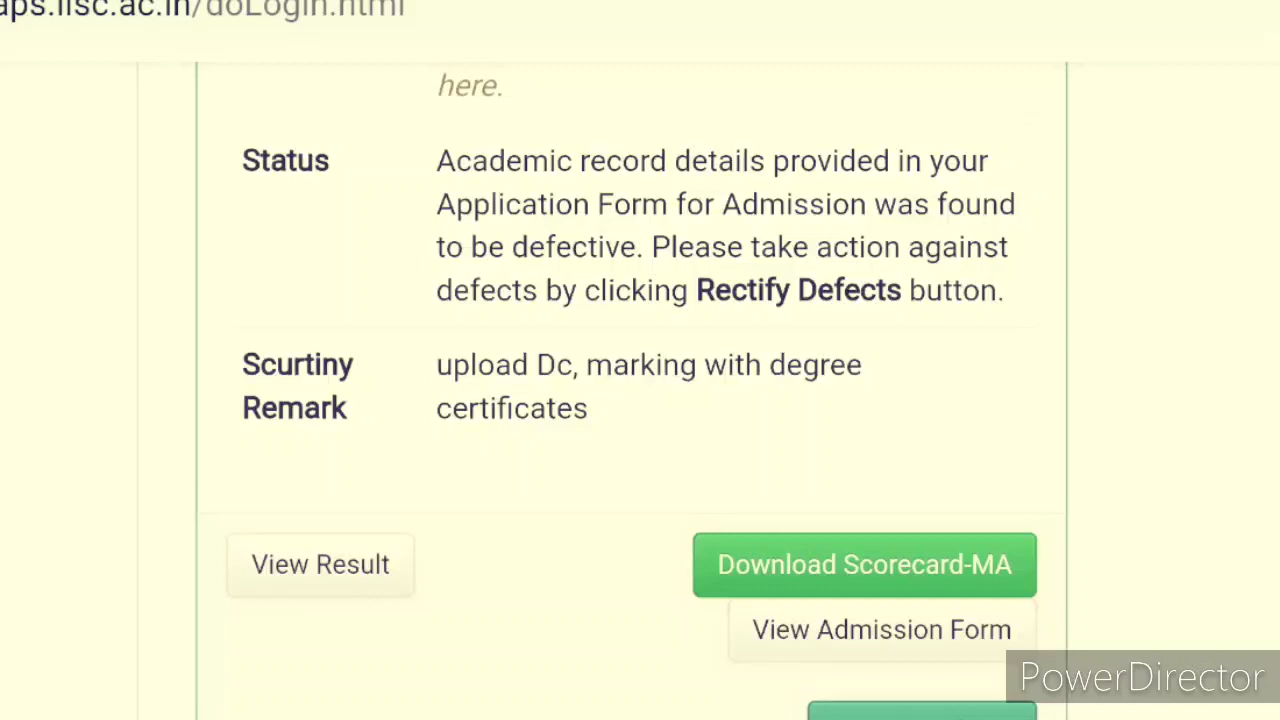 aps.iisc.ac.in/doLogin.html
here.
Status Academic record details provided in your
Application Form for Admission was found
to be defective. Please take action against
defects by clicking Rectify Defects button.
Scurtiny upload Dc, marking with degree
Remark certificates
View Result Download Scorecard-MA
View Admission Form
PowerDirector